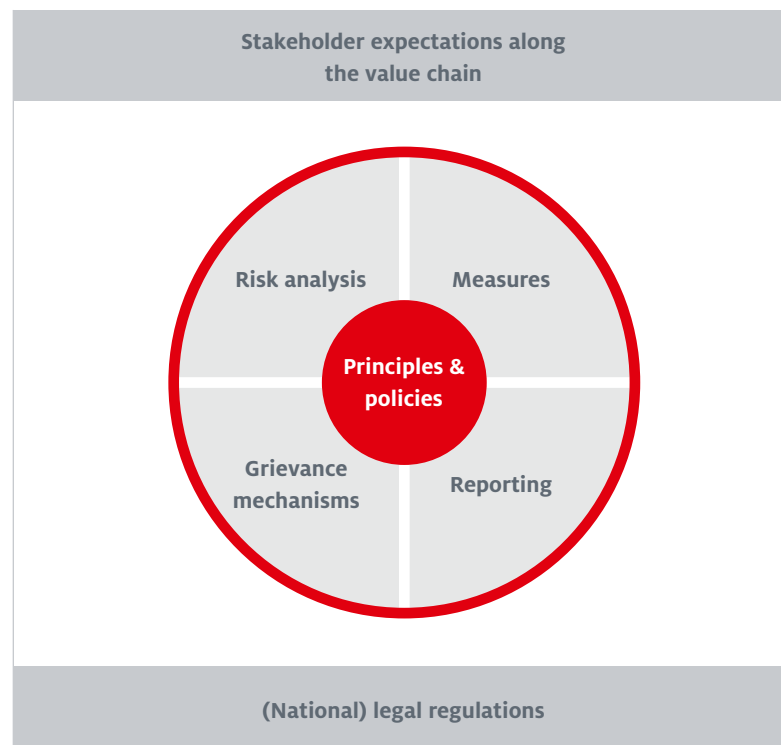 Stakeholder expectations along
the value chain
Risk analysis
Measures
Principles &
policies
Grievance
mechanisms
Reporting
(National) legal regulations